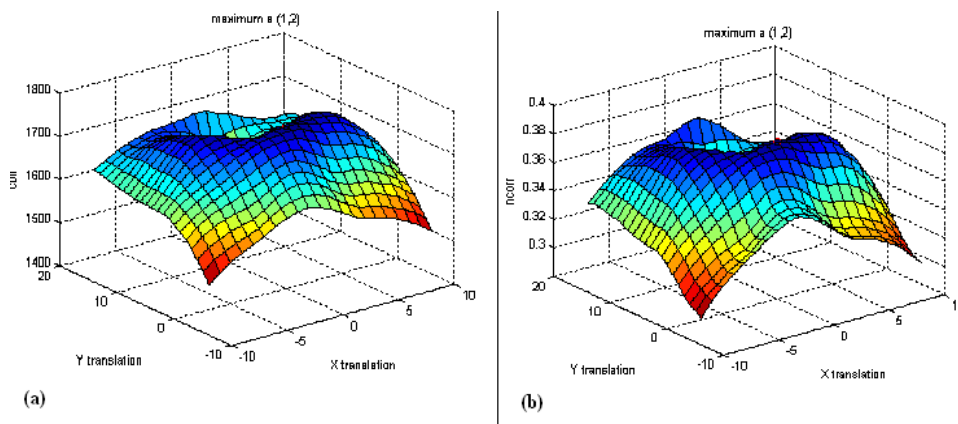 maximum a (1,2)
1800
1700
1600
1500
1400
corr
20
10
0
-10
Y translation
-10
-5
0
5
10
X translation
(a)
maximum a (1,2)
0.4
0.38
0.36
0.34
0.32
0.3
ncorr
20
10
0
-10
Y translation
-10
-5
0
5
1
X translation
(b)